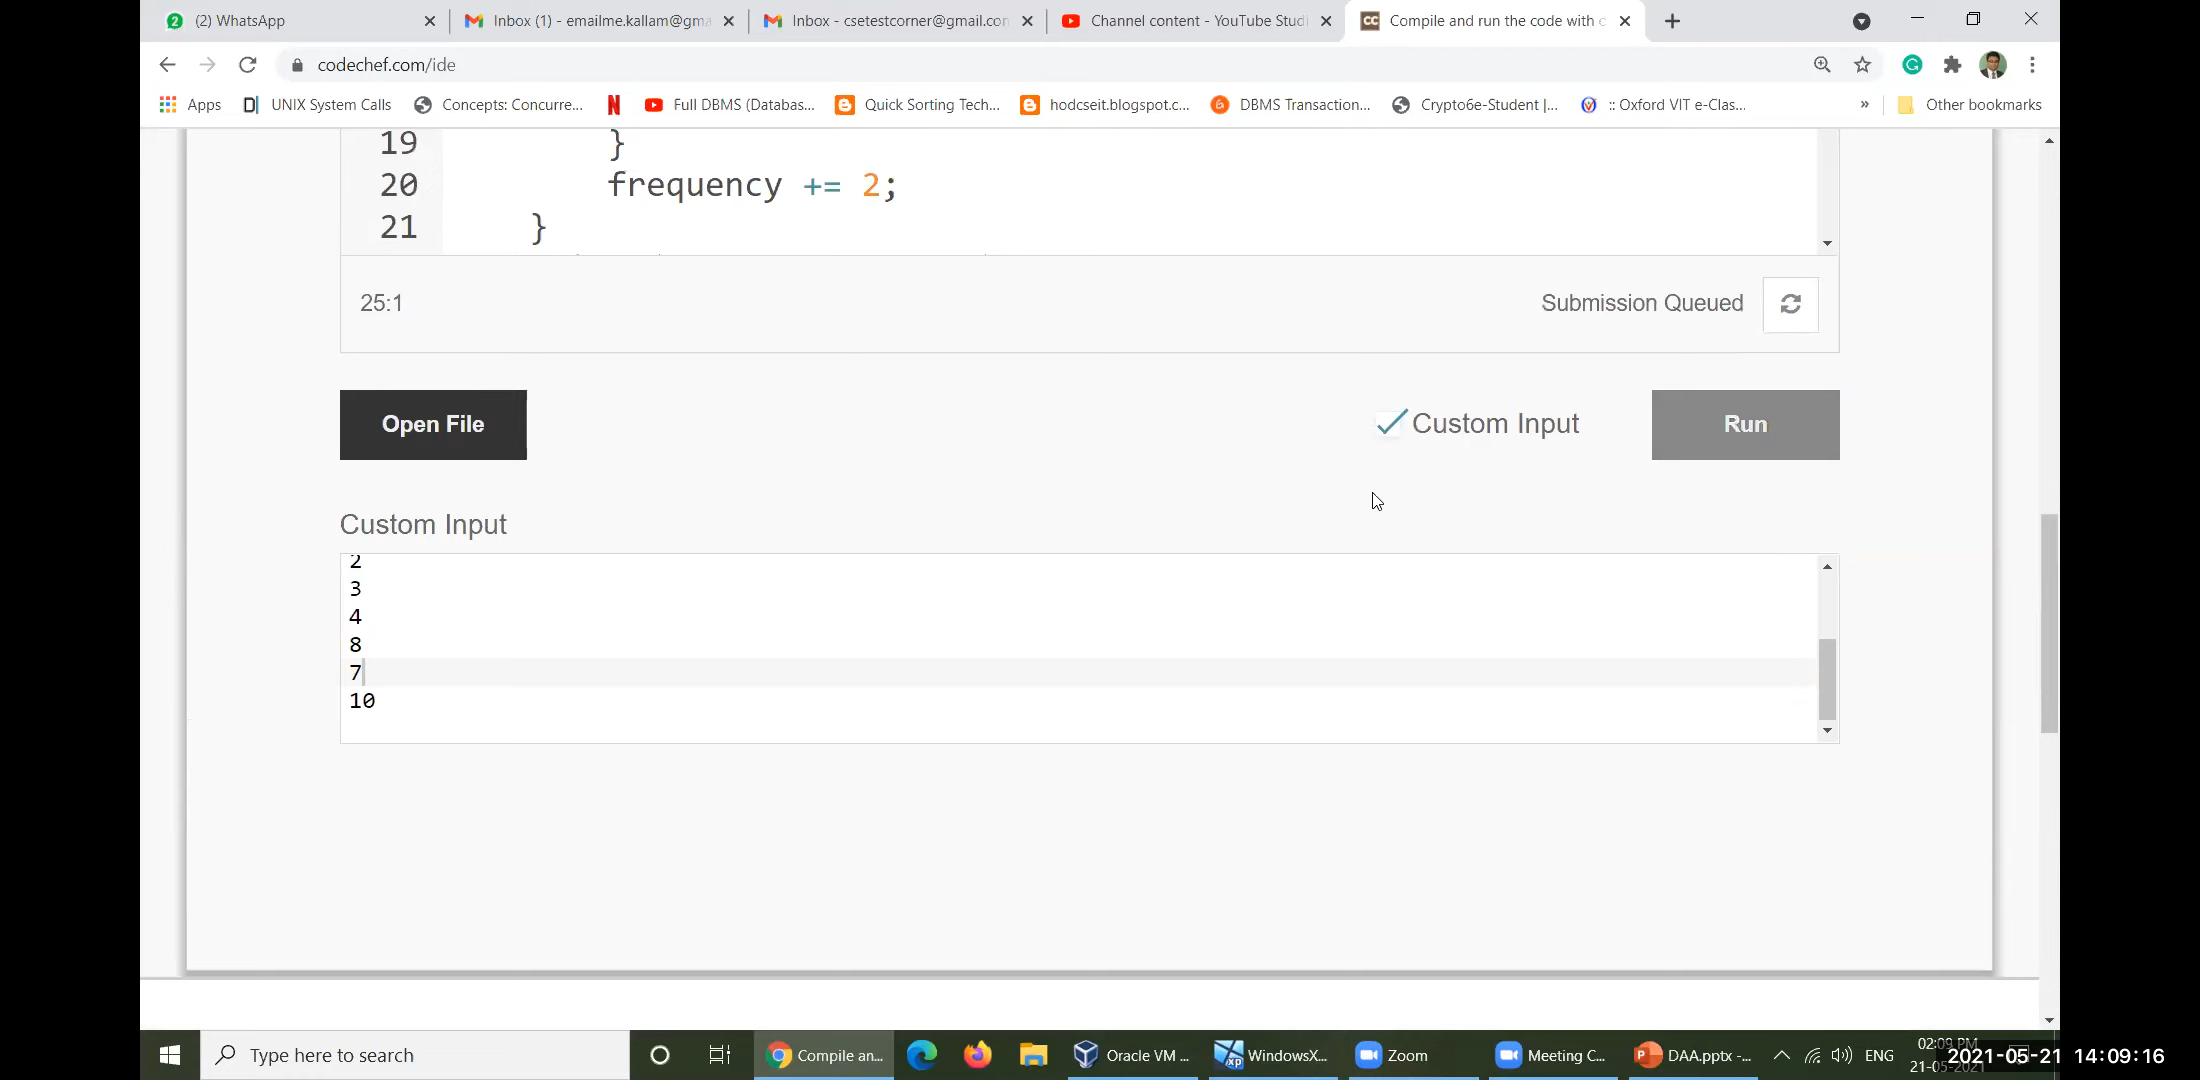 (2) WhatsApp
Inbox (1) - emailme.kallam@gma
Inbox - csetestcorner@gmail.con
Channel content - YouTube Studi
Compile and run the code with c
codechef.com/ide
Apps
UNIX System Calls
Concepts: Concurre...
Full DBMS (Databas...
Quick Sorting Tech...
hodcseit.blogspot.c...
DBMS Transaction...
Crypto6e-Student |...
:: Oxford VIT e-Clas...
»
Other bookmarks
19 }
20 frequency += 2;
21 }
25:1
Submission Queued
Open File
Custom Input
Run
Custom Input
2
3
4
8
7
10
Type here to search
Compile an...
Oracle VM ...
WindowsX...
Zoom
Meeting C...
DAA.pptx -...
ENG
02:09 PM
21-05-2021
2021-05-21 14:09:16